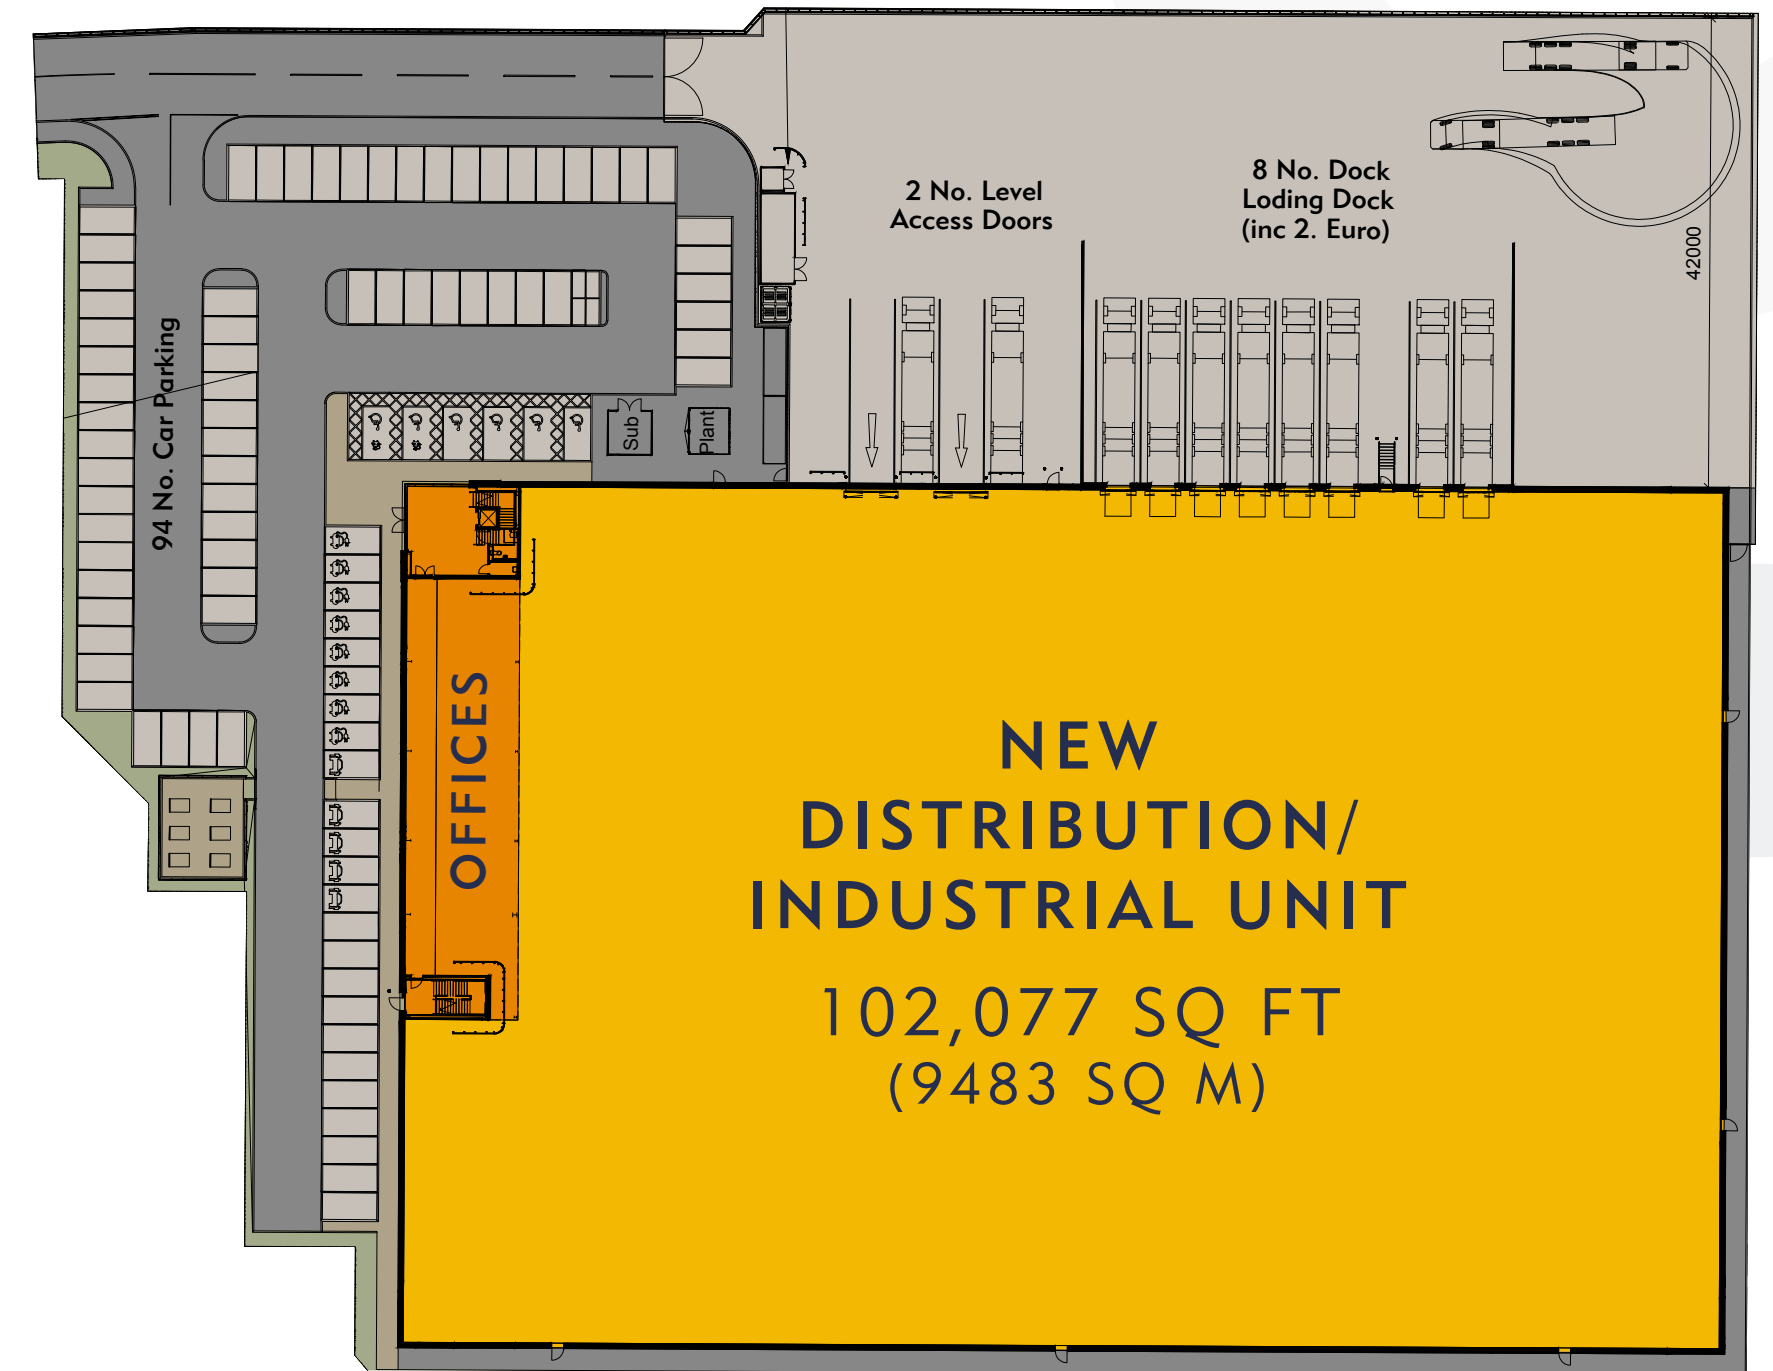 2 No. Level
Access Doors
8 No. Dock
Loding Dock
(inc 2. Euro)
42000
94 No. Car Parking
Sub
Plant
OFFICES
NEW
DISTRIBUTION/
INDUSTRIAL UNIT
102,077 SQ FT
(9483 SQ M)